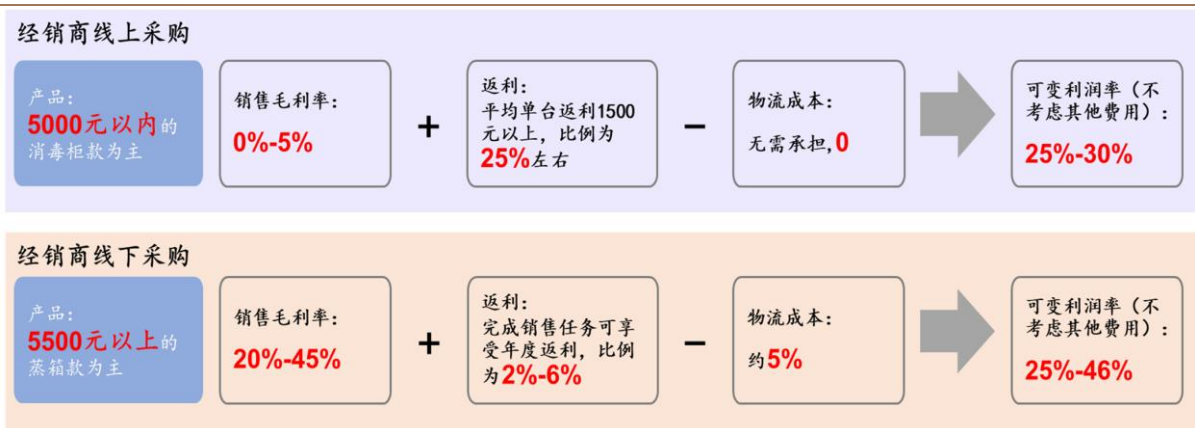 经销商线上采购
产品：
5000元以内的
消毒柜款为主
销售毛利率：
0%-5%
+
返利：
平均单台返利1500
元以上，比例为
25%左右
−
物流成本：
无需承担,0
可变利润率（不
考虑其他费用）：
25%-30%
经销商线下采购
产品：
5500元以上的
蒸箱款为主
销售毛利率：
20%-45%
+
返利：
完成销售任务可享
受年度返利，比例
为2%-6%
−
物流成本：
约5%
可变利润率（不
考虑其他费用）：
25%-46%